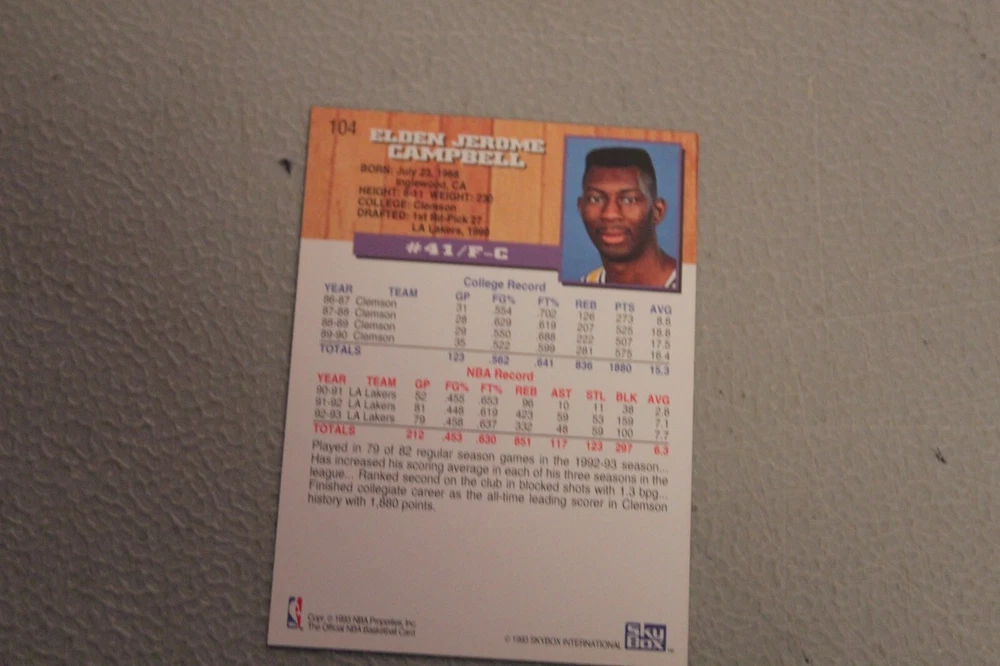 104
ELDEN JEROME
CAMPBELL
BORN: July 23, 1968
Inglewood, CA
HEIGHT: 6-11 WEIGHT: 230
COLLEGE: Clemson
DRAFTED: 1st Rd-Pick 27
LA Lakers, 1990
#41/F-C
College Record
YEAR TEAM GP FG% FT% REB PTS AVG
86-87 Clemson 31 .554 .702 126 273 8.8
87-88 Clemson 28 .629 .619 207 525 18.8
88-89 Clemson 29 .550 .688 222 507 17.5
89-90 Clemson 35 .522 .599 281 575 16.4
TOTALS 123 .562 .641 836 1880 15.3
NBA Record
YEAR TEAM GP FG% FT% REB AST STL BLK AVG
90-91 LA Lakers 52 .455 .653 96 10 11 38 2.8
91-92 LA Lakers 81 .448 .619 423 59 53 159 7.1
92-93 LA Lakers 79 .458 .637 332 48 59 100 7.7
TOTALS 212 .453 .630 851 117 123 297 6.3
Played in 79 of 82 regular season games in the 1992-93 season...
Has increased his scoring average in each of his three seasons in the
league... Ranked second on the club in blocked shots with 1.3 bpg...
Finished collegiate career as the all-time leading scorer in Clemson
history with 1,880 points.
Copr. © 1993 NBA Properties, Inc.
The Official NBA Basketball Card
© 1993 SKYBOX INTERNATIONAL
SKY
BOX